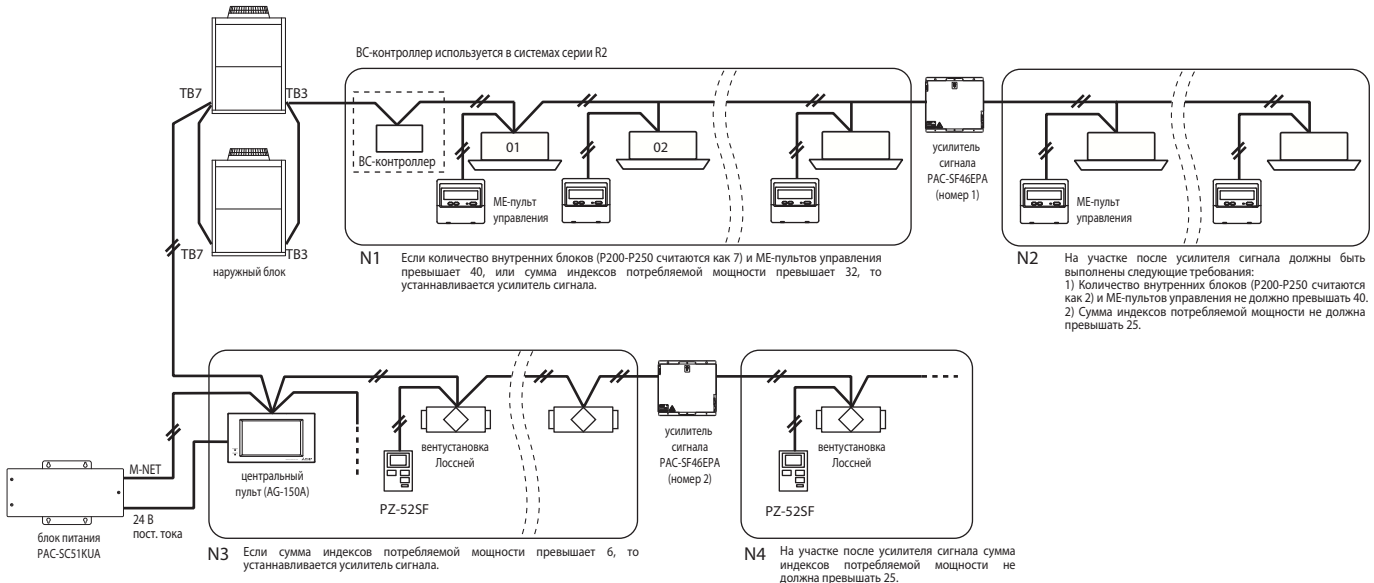 BC-контроллер используется в системах серии R2
TB7
TB3
BC-контроллер
01
02
ME-пульт
управления
усилитель
сигнала
PAC-SF46EPA
(номер 1)
ME-пульт
управления
TB7
TB3
наружный блок
N1
Если количество внутренних блоков (P200-P250 считаются как 7) и ME-пультов управления
превышает 40, или сумма индексов потребляемой мощности превышает 32, то
устанавливается усилитель сигнала.
N2
На участке после усилителя сигнала должны быть
выполнены следующие требования:
1) Количество внутренних блоков (P200-P250 считаются
как 2) и ME-пультов управления не должно превышать 40.
2) Сумма индексов потребляемой мощности не должна
превышать 25.
центральный
пульт (AG-150A)
вентустановка
Лоссней
PZ-52SF
усилитель
сигнала
PAC-SF46EPA
(номер 2)
вентустановка
Лоссней
PZ-52SF
M-NET
24 В
пост. тока
блок питания
PAC-SC51KUA
N3
Если сумма индексов потребляемой мощности превышает 6, то
устанавливается усилитель сигнала.
N4
На участке после усилителя сигнала сумма
индексов потребляемой мощности не
должна превышать 25.